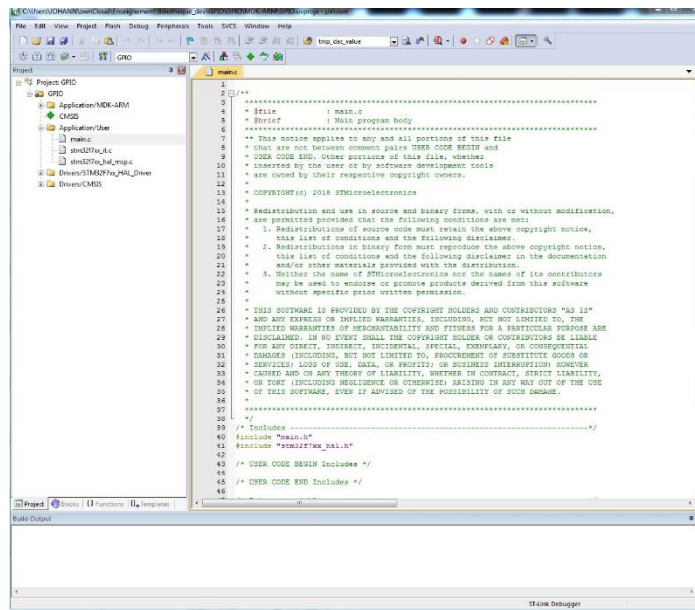 C:\Users\JOHANN\ownCloud\Enseignement\Bibliotheque_dev\GPIO\GPIO\MDK-ARM\GPIO.uvprojx - µVision
File Edit View Project Flash Debug Peripherals Tools SVCS Window Help
tmp_dac_value
GPIO
Project
main.c
Project: GPIO
GPIO
Application/MDK-ARM
CMSIS
Application/User
main.c
stm32f7xx_it.c
stm32f7xx_hal_msp.c
Drivers/STM32F7xx_HAL_Driver
Drivers/CMSIS
1
2 /**
3 ******************************************************************************
4 * @file : main.c
5 * @brief : Main program body
6 ******************************************************************************
7 ** This notice applies to any and all portions of this file
8 * that are not between comment pairs USER CODE BEGIN and
9 * USER CODE END. Other portions of this file, whether
10 * inserted by the user or by software development tools
11 * are owned by their respective copyright owners.
12 *
13 * COPYRIGHT(c) 2018 STMicroelectronics
14 *
15 * Redistribution and use in source and binary forms, with or without modification,
16 * are permitted provided that the following conditions are met:
17 * 1. Redistributions of source code must retain the above copyright notice,
18 * this list of conditions and the following disclaimer.
19 * 2. Redistributions in binary form must reproduce the above copyright notice,
20 * this list of conditions and the following disclaimer in the documentation
21 * and/or other materials provided with the distribution.
22 * 3. Neither the name of STMicroelectronics nor the names of its contributors
23 * may be used to endorse or promote products derived from this software
24 * without specific prior written permission.
25 *
26 * THIS SOFTWARE IS PROVIDED BY THE COPYRIGHT HOLDERS AND CONTRIBUTORS "AS IS"
27 * AND ANY EXPRESS OR IMPLIED WARRANTIES, INCLUDING, BUT NOT LIMITED TO, THE
28 * IMPLIED WARRANTIES OF MERCHANTABILITY AND FITNESS FOR A PARTICULAR PURPOSE ARE
29 * DISCLAIMED. IN NO EVENT SHALL THE COPYRIGHT HOLDER OR CONTRIBUTORS BE LIABLE
30 * FOR ANY DIRECT, INDIRECT, INCIDENTAL, SPECIAL, EXEMPLARY, OR CONSEQUENTIAL
31 * DAMAGES (INCLUDING, BUT NOT LIMITED TO, PROCUREMENT OF SUBSTITUTE GOODS OR
32 * SERVICES; LOSS OF USE, DATA, OR PROFITS; OR BUSINESS INTERRUPTION) HOWEVER
33 * CAUSED AND ON ANY THEORY OF LIABILITY, WHETHER IN CONTRACT, STRICT LIABILITY,
34 * OR TORT (INCLUDING NEGLIGENCE OR OTHERWISE) ARISING IN ANY WAY OUT OF THE USE
35 * OF THIS SOFTWARE, EVEN IF ADVISED OF THE POSSIBILITY OF SUCH DAMAGE.
36 *
37 ******************************************************************************
38 */
39 /* Includes ------------------------------------------------------------------*/
40 #include "main.h"
41 #include "stm32f7xx_hal.h"
42
43 /* USER CODE BEGIN Includes */
44
45 /* USER CODE END Includes */
46
Project Books {} Functions Templates
Build Output
ST-Link Debugger